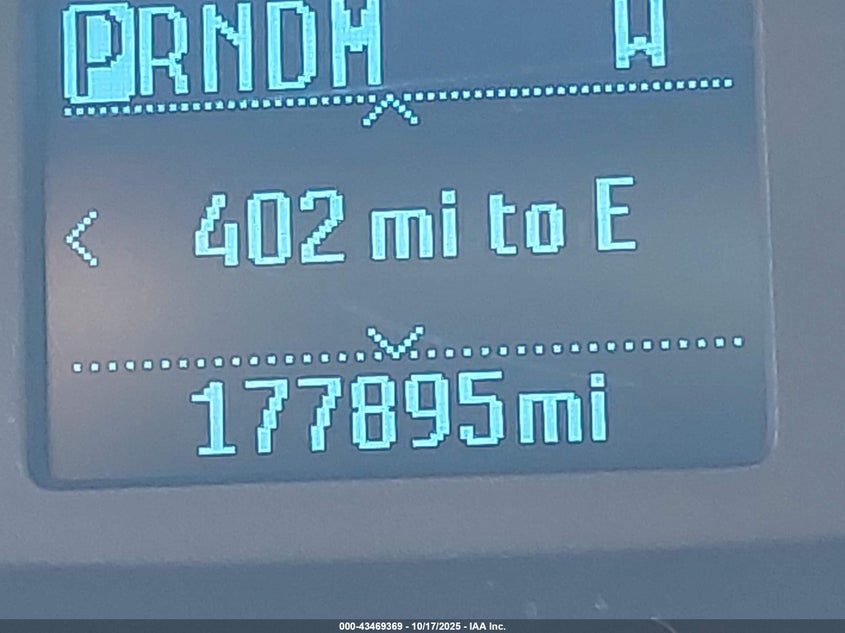 PRNDM W
402 mi to E
177895mi
000-43469369 - 10/17/2025 - IAA Inc.